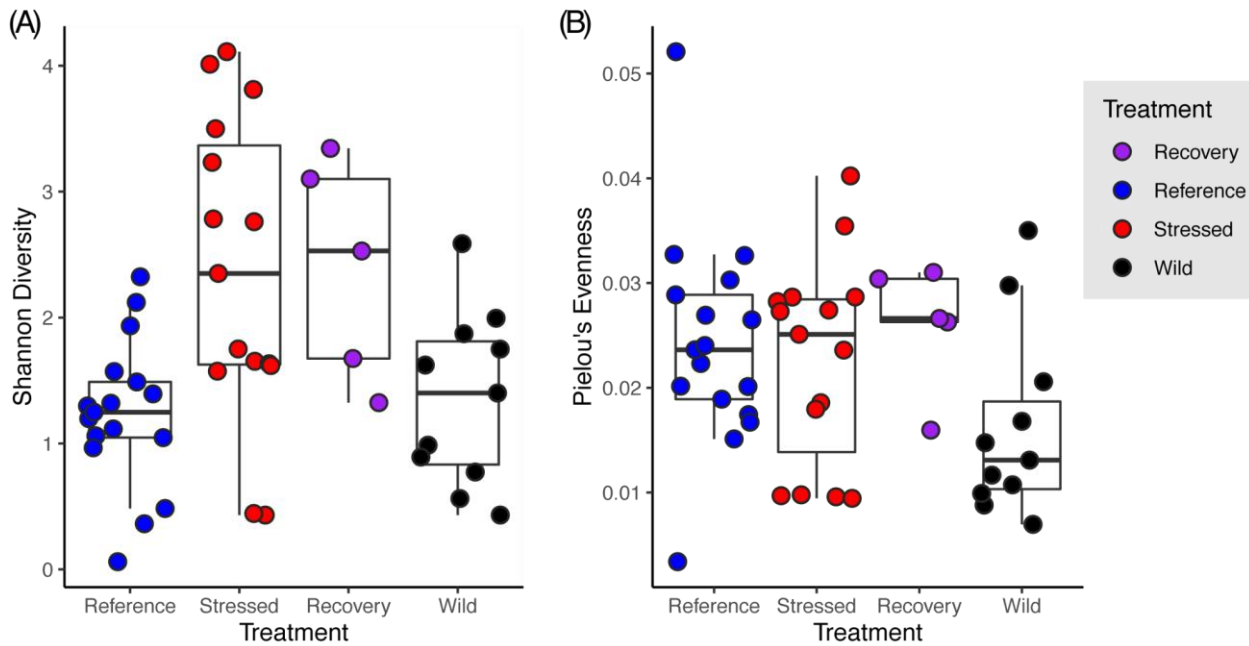 (A)
Shannon Diversity
4
3
2
1
0
Reference Stressed Recovery Wild
Treatment
(B)
Pielou's Evenness
0.05
0.04
0.03
0.02
0.01
Reference Stressed Recovery Wild
Treatment
Treatment
Recovery
Reference
Stressed
Wild